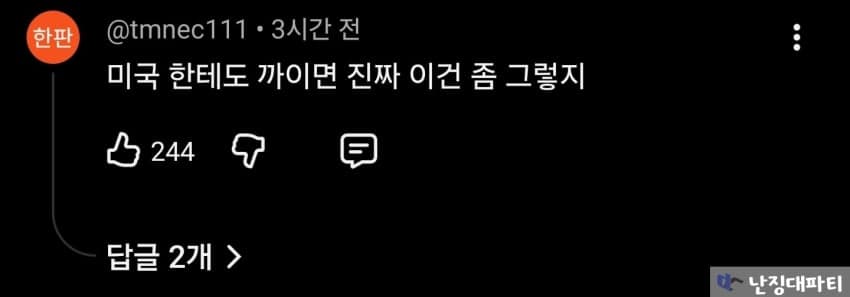 한판
@tmnec111 • 3시간 전
미국 한테도 까이면 진짜 이건 좀 그렇지
244
답글 2개
난징대파티